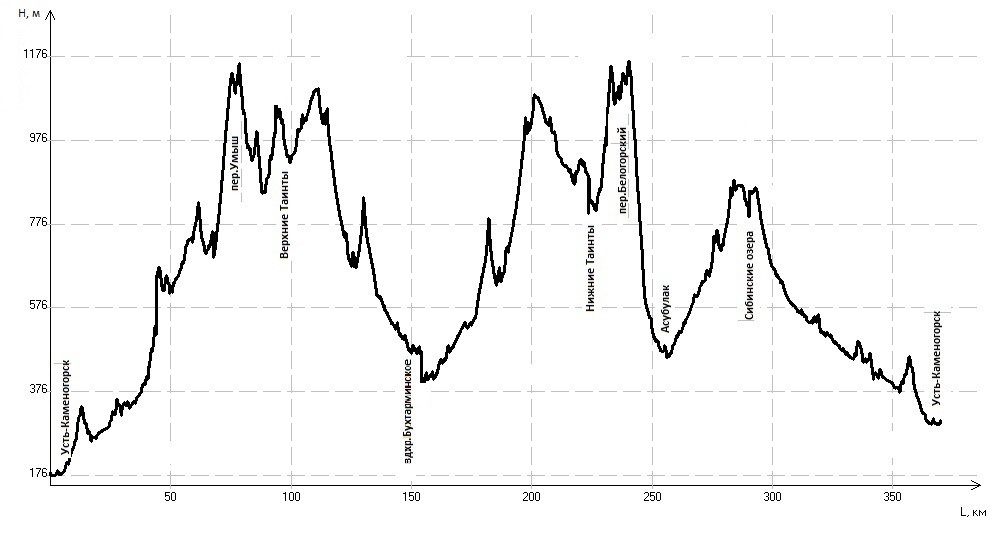 H, м
1176
976
776
576
376
176
50
100
150
200
250
300
350
L, км
Усть-Каменогорск
пер.Умыш
Верхние Таинты
вдхр.Бухтарминское
Нижние Таинты
пер.Белогорский
Асубулак
Сибинские озера
Усть-Каменогорск